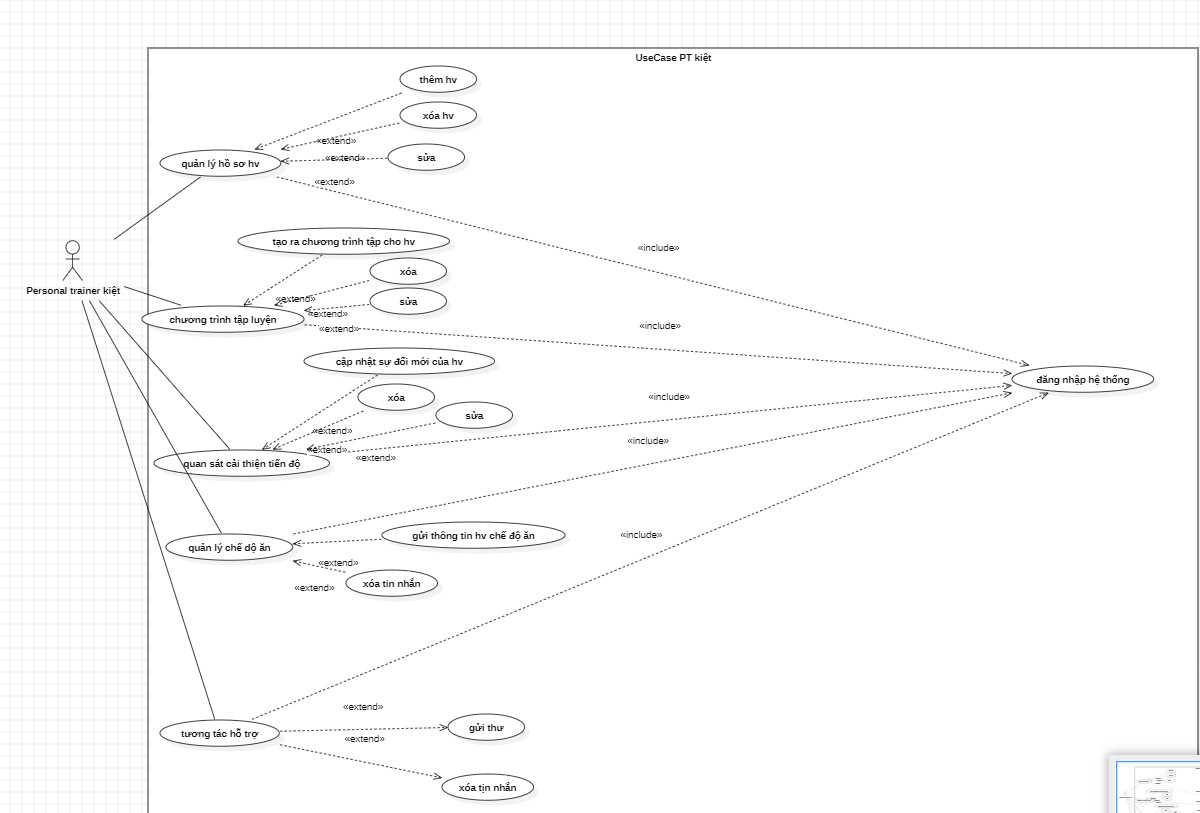 UseCase PT kiệt
thêm hv
xóa hv
«extend»
sửa
«extend»
quản lý hồ sơ hv
«extend»
tạo ra chương trình tập cho hv
«include»
xóa
Personal trainer kiệt
«extend»
sửa
«extend»
chương trình tập luyện
«extend»
«include»
cập nhật sự đổi mới của hv
đăng nhập hệ thống
xóa
«include»
sửa
«extend»
«include»
«extend»
«extend»
quan sát cải thiện tiến độ
gửi thông tin hv chế độ ăn
«include»
quản lý chế dộ ăn
«extend»
xóa tin nhắn
«extend»
«extend»
gửi thư
tương tác hỗ trợ
«extend»
xóa tịn nhắn